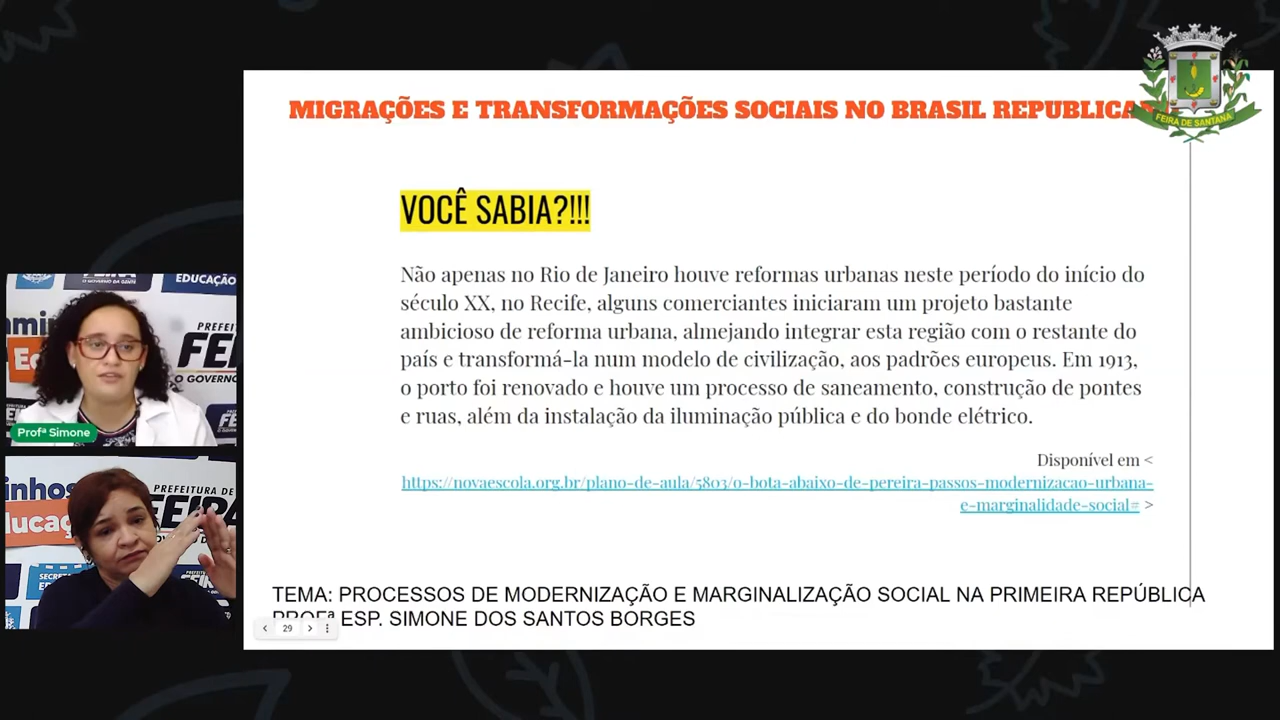 MIGRAÇÕES E TRANSFORMAÇÕES SOCIAIS NO BRASIL
FEIRA DE SANTANA
VOCÊ SABIA?!!!
Não apenas no Rio de Janeiro houve reformas urbanas neste período do início do
século XX, no Recife, alguns comerciantes iniciaram um projeto bastante
ambicioso de reforma urbana, almejando integrar esta região com o restante do
país e transformá-la num modelo de civilização, aos padrões europeus. Em 1913,
o porto foi renovado e houve um processo de saneamento, construção de pontes
e ruas, além da instalação da iluminação pública e do bonde elétrico.
Disponível em <
https://novaescola.org.br/plano-de-aula/5803/o-bota-abaixo-de-pereira-passos-modernizacao-urbana-
e-marginalidade-social# >
TEMA: PROCESSOS DE MODERNIZAÇÃO E MARGINALIZAÇÃO SOCIAL NA PRIMEIRA REPÚBLICA
PROFª ESP. SIMONE DOS SANTOS BORGES
29
EDUCAÇÃO
PREFEITURA
O GOVERNO
Profª Simone
PREFEITURA DE